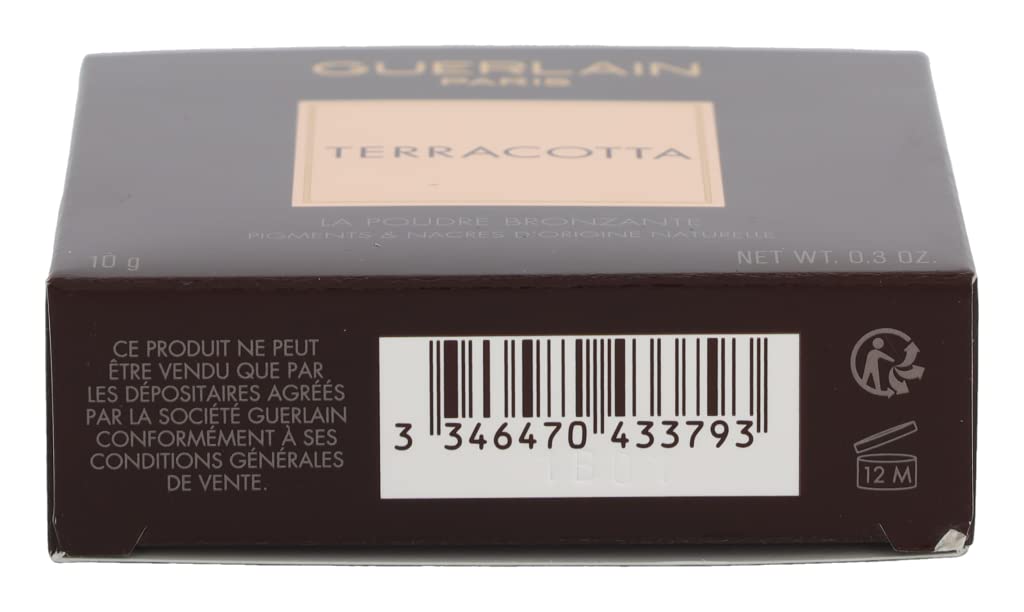 GUERLAIN
PARIS
TERRACOTTA
LA POUDRE BRONZANTE
PIGMENTS & NACRES D'ORIGINE NATURELLE
10 g
NET WT. 0.3 OZ.
CE PRODUIT NE PEUT
ÊTRE VENDU QUE PAR
LES DÉPOSITAIRES AGRÉÉS
PAR LA SOCIÉTÉ GUERLAIN
CONFORMÉMENT À SES
CONDITIONS GÉNÉRALES
DE VENTE.
3 346470 433793
12 M